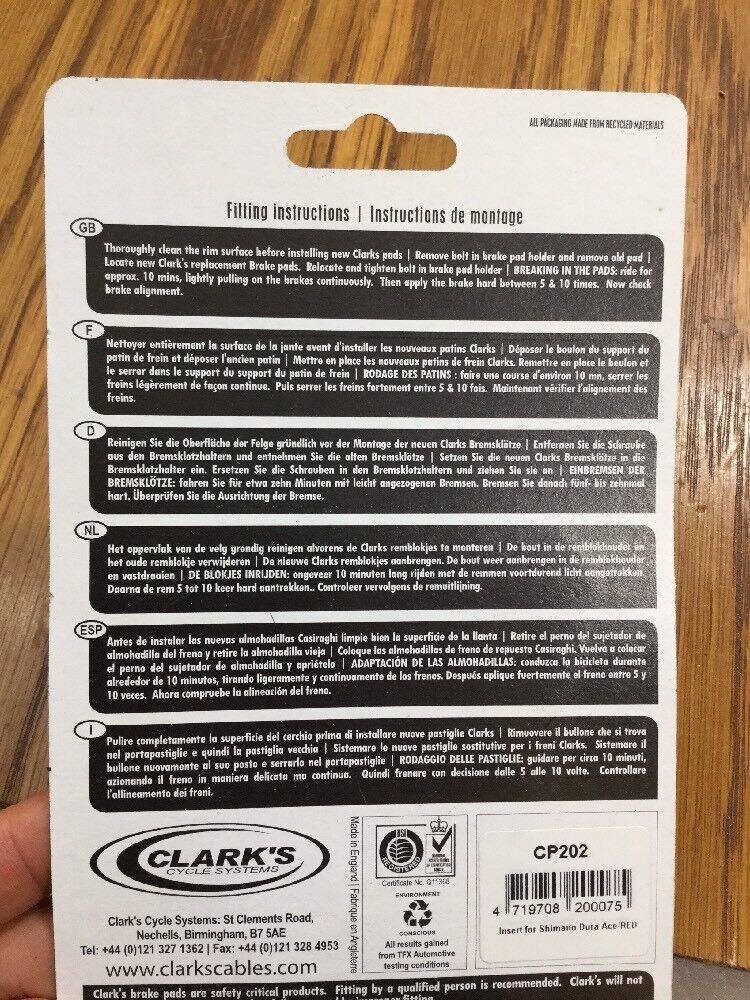 ALL PACKAGING MADE FROM RECYCLED MATERIALS
Fitting instructions | Instructions de montage
GB
Thoroughly clean the rim surface before installing new Clarks pads | Remove bolt in brake pad holder and remove old pad |
Locate new Clark's replacement Brake pads. Relocate and tighten bolt in brake pad holder | BREAKING IN THE PADS: ride for
approx. 10 mins, lightly pulling on the brakes continuously. Then apply the brake hard between 5 & 10 times. Now check
brake alignment.
F
Nettoyer entièrement la surface de la jante avant d'installer les nouveaux patins Clarks | Déposer le boulon du support du
patin de frein et déposer l'ancien patin | Mettre en place les nouveaux patins de frein Clarks. Remettre en place le boulon et
le serrer dans le support du support du patin de frein | RODAGE DES PATINS : faire une course d'environ 10 mn, serrer les
freins légèrement de façon continue. Puis serrer les freins fortement entre 5 & 10 fois. Maintenant vérifier l'alignement des
freins.
D
Reinigen Sie die Oberfläche der Felge gründlich vor der Montage der neuen Clarks Bremsklötze | Entfernen Sie die Schraube
aus den Bremsklotzhaltern und entnehmen Sie die alten Bremsklötze | Setzen Sie die neuen Clarks Bremsklötze in die
Bremsklotzhalter ein. Ersetzen Sie die Schrauben in den Bremsklotzhaltern und ziehen Sie sie an | EINBREMSEN DER
BREMSKLÖTZE: fahren Sie für etwa zehn Minuten mit leicht angezogenen Bremsen. Bremsen Sie danach fünf- bis zehnmal
hart. Überprüfen Sie die Ausrichtung der Bremse.
NL
Het oppervlak van de velg grondig reinigen alvorens de Clarks remblokjes te monteren | De bout in de remblokhouder en
het oude remblokje verwijderen | De nieuwe Clarks remblokjes aanbrengen. De bout weer aanbrengen in de remblokhouder
en vastdraaien | DE BLOKJES INRIJDEN: ongeveer 10 minuten lang rijden met de remmen voortdurend licht aangetrokken.
Daarna de rem 5 tot 10 keer hard aantrekken.. Controleer vervolgens de remuitlijning.
ESP
Antes de instalar las nuevas almohadillas Casiraghi limpie bien la superficie de la llanta | Retire el perno del sujetador de
almohadilla del freno y retire la almohadilla vieja | Coloque las almohadillas de freno de repuesto Casiraghi. Vuelva a colocar
el perno del sujetador de almohadilla y apriételo | ADAPTACIÓN DE LAS ALMOHADILLAS: conduzca la bicicleta durante
alrededor de 10 minutos, tirando ligeramente y continuamente de los frenos. Después aplique fuertemente el freno entre 5 y
10 veces. Ahora compruebe la alineación del freno.
I
Pulire completamente la superficie del cerchio prima di installare nuove pastiglie Clarks | Rimuovere il bullone che si trova
nel portapastiglie e quindi la pastiglia vecchia | Sistemare le nuove pastiglie sostitutive per i freni Clarks. Sistemare il
bullone nuovamente al suo posto e serrarlo nel portapastiglie | RODAGGIO DELLE PASTIGLIE: guidare per circa 10 minuti,
azionando il freno in maniera delicata ma continua. Quindi frenare con decisione dalle 5 alle 10 volte. Controllare
l'allineamento dei freni.
CLARK'S
CYCLE SYSTEMS
Clark's Cycle Systems: St Clements Road,
Nechells, Birmingham, B7 5AE
Tel: +44 (0)121 327 1362 | Fax: +44 (0)121 328 4953
www.clarkscables.com
Made in England | Fabrique en Angleterre
BSI
REGISTERED
Certificate No. Q11368
ENVIRONMENT
CONSCIOUS
All results gained
from TFX Automotive
testing conditions
CP202
4 719708 200075
Insert for Shimano Dura Ace/RED
Clark's brake pads are safety critical products. Fitting by a qualified person is recommended. Clark's will not
improper fitting